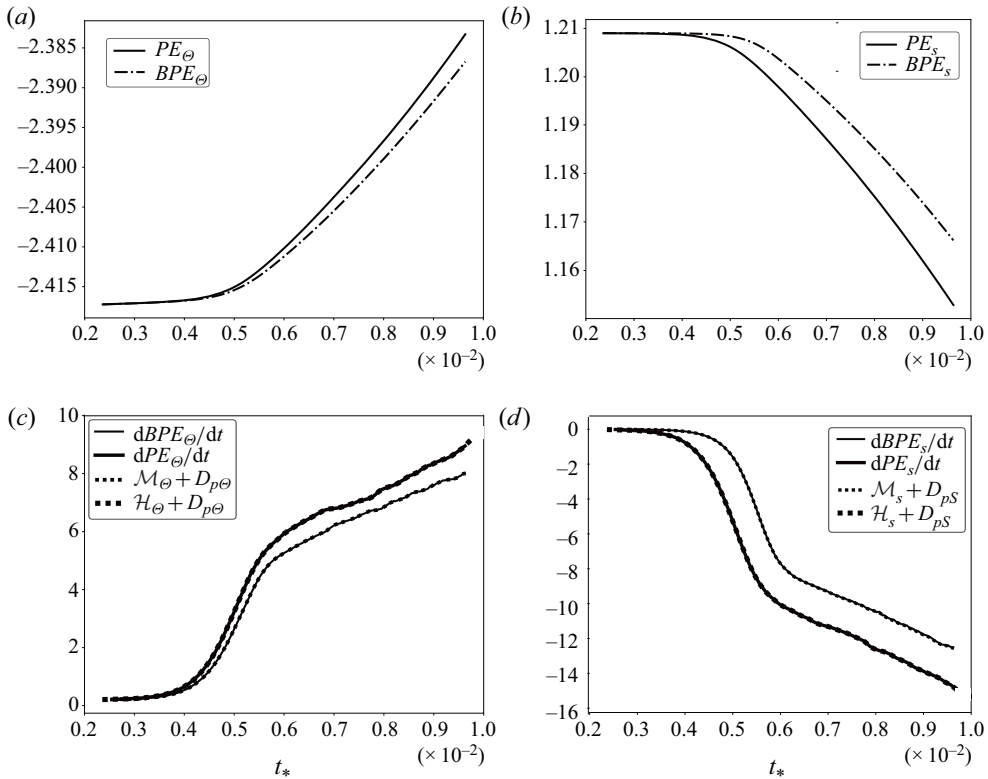 (a)
−2.385
−2.390
−2.395
−2.400
−2.405
−2.410
−2.415
PE_Θ
BPE_Θ
0.2 0.3 0.4 0.5 0.6 0.7 0.8 0.9 1.0
(× 10⁻²)
(b)
1.21
1.20
1.19
1.18
1.17
1.16
PE_s
BPE_s
0.2 0.3 0.4 0.5 0.6 0.7 0.8 0.9 1.0
(× 10⁻²)
(c)
10
8
6
4
2
0
dBPE_Θ/dt
dPE_Θ/dt
ℳ_Θ + D_pΘ
ℋ_Θ + D_pΘ
0.2 0.3 0.4 0.5 0.6 0.7 0.8 0.9 1.0
(× 10⁻²)
t_*
(d)
0
−2
−4
−6
−8
−10
−12
−14
−16
dBPE_s/dt
dPE_s/dt
ℳ_s + D_pS
ℋ_s + D_pS
0.2 0.3 0.4 0.5 0.6 0.7 0.8 0.9 1.0
(× 10⁻²)
t_*